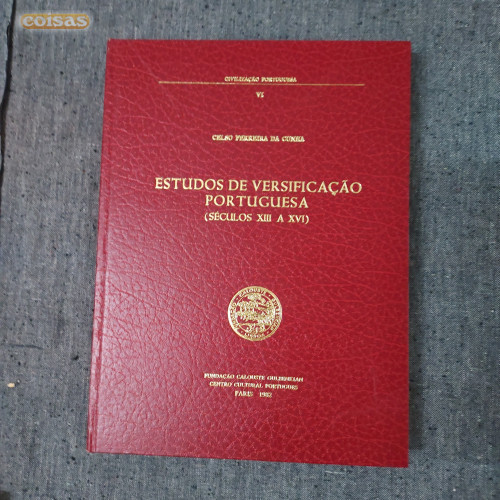 coisas
CIVILIZAÇÃO PORTUGUESA
VI
CELSO FERREIRA DA CUNHA
ESTUDOS DE VERSIFICAÇÃO
PORTUGUESA
(SÉCULOS XIII A XVI)
FUNDAÇÃO CALOUSTE GULBENKIAN
CENTRO CULTURAL PORTUGUÊS
PARIS 1982